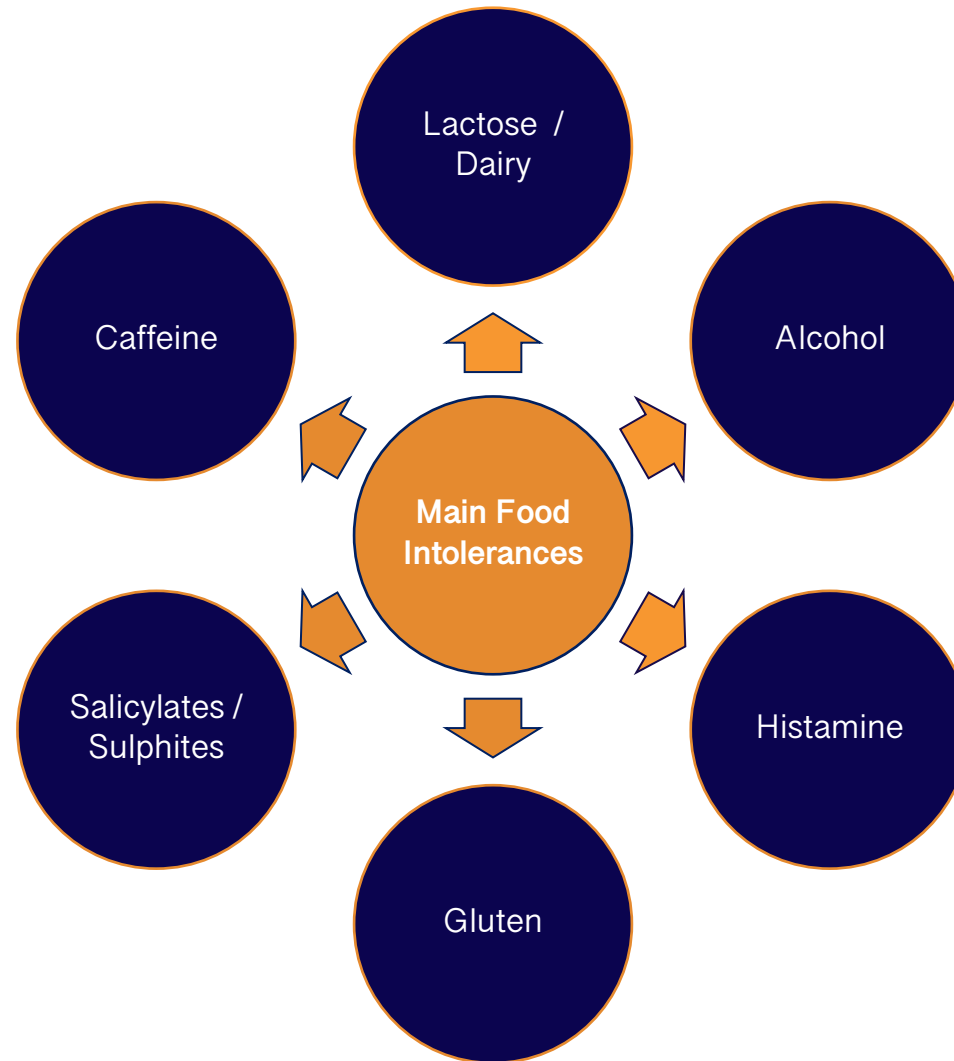 Lactose /
Dairy
Caffeine
Alcohol
Main Food
Intolerances
Salicylates /
Sulphites
Histamine
Gluten